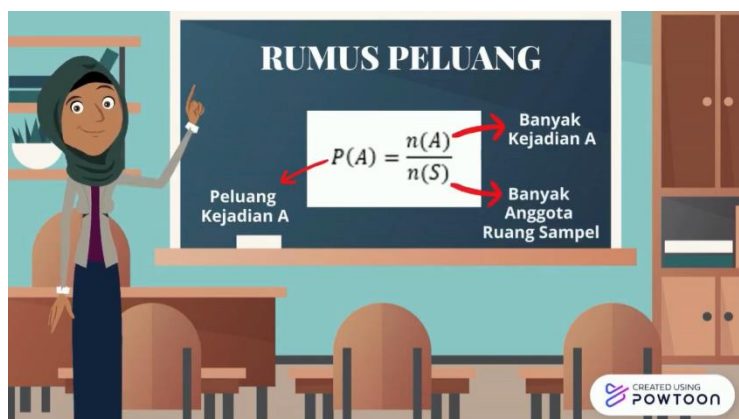 RUMUS PELUANG
P(A) = n(A)/n(S)
Banyak
Kejadian A
Peluang
Kejadian A
Banyak
Anggota
Ruang Sampel
CREATED USING
POWTOON